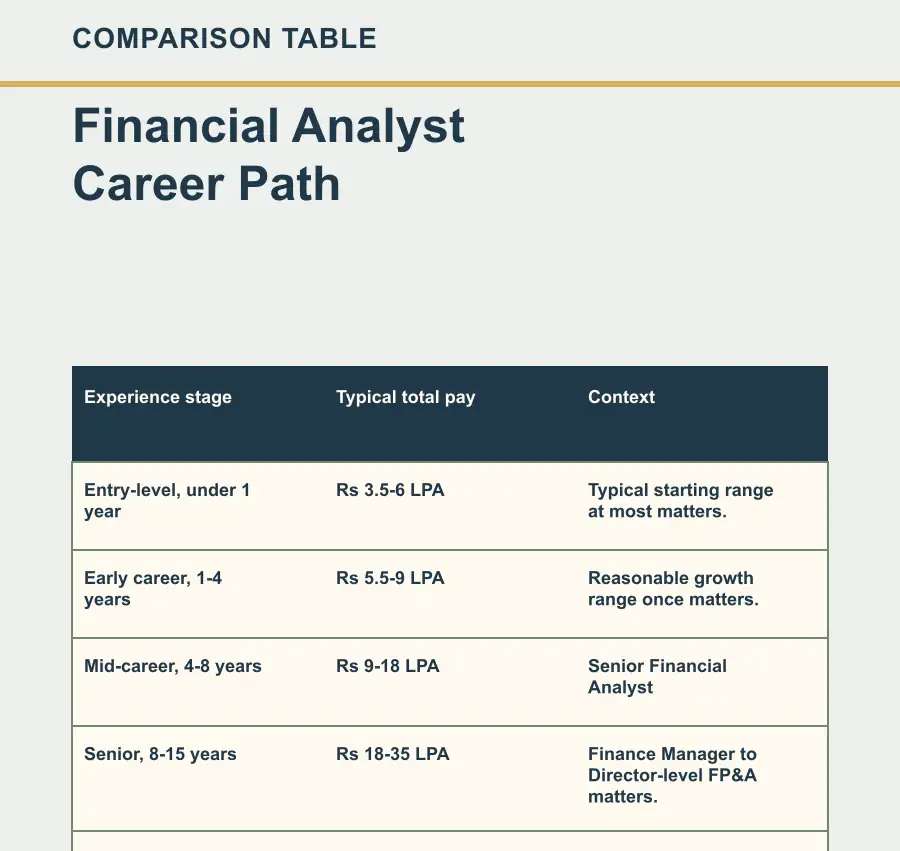 COMPARISON TABLE
Financial Analyst
Career Path
Experience stage
Typical total pay
Context
Entry-level, under 1
year
Rs 3.5-6 LPA
Typical starting range
at most matters.
Early career, 1-4
years
Rs 5.5-9 LPA
Reasonable growth
range once matters.
Mid-career, 4-8 years
Rs 9-18 LPA
Senior Financial
Analyst
Senior, 8-15 years
Rs 18-35 LPA
Finance Manager to
Director-level FP&A
matters.